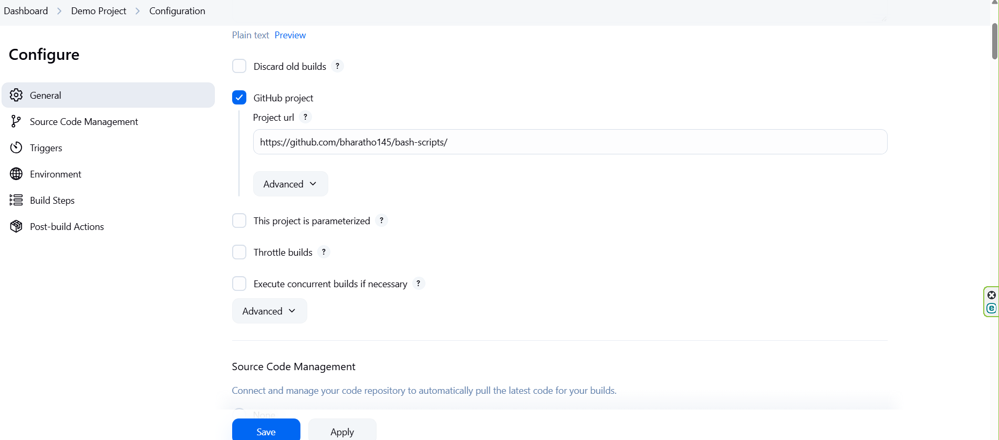 Dashboard > Demo Project > Configuration
Configure
General
Source Code Management
Triggers
Environment
Build Steps
Post-build Actions
Plain text Preview
Discard old builds ?
GitHub project
Project url ?
https://github.com/bharatho145/bash-scripts/
Advanced
This project is parameterized ?
Throttle builds ?
Execute concurrent builds if necessary ?
Advanced
Source Code Management
Connect and manage your code repository to automatically pull the latest code for your builds.
None
Save Apply
e